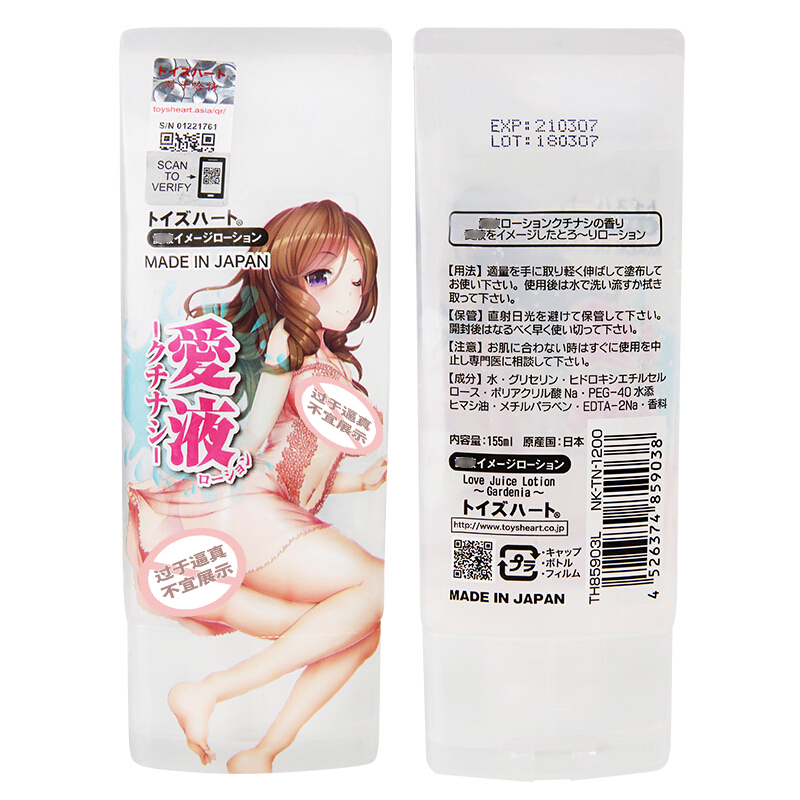 トイズハート
toysheart.asia/qr/
S/N 01221761
SCAN
TO
VERIFY
トイズハート®
イメージローション
MADE IN JAPAN
愛液
ークチナシー
ローション
过于逼真
不宜展示
过于逼真
不宜展示
EXP: 210307
LOT: 180307
ローションクチナシの香り
をイメージしたとろ~りローション
【用法】適量を手に取り軽く伸ばして塗布して
お使い下さい。使用後は水で洗い流すか拭き
取って下さい。
【保管】直射日光を避けて保管して下さい。
開封後はなるべく早く使い切って下さい。
【注意】お肌に合わない時はすぐに使用を中
止し専門医に相談して下さい。
【成分】水・グリセリン・ヒドロキシエチルセル
ロース・ポリアクリル酸Na・PEG-40水添
ヒマシ油・メチルパラベン・EDTA-2Na・香料
内容量:155ml 原産国:日本
イメージローション
Love Juice Lotion
~Gardenia~
トイズハート®
http://www.toysheart.co.jp
プラ
・キャップ
・ボトル
・フィルム
MADE IN JAPAN
TH85903L NK-TN-1200
4 526374 859038